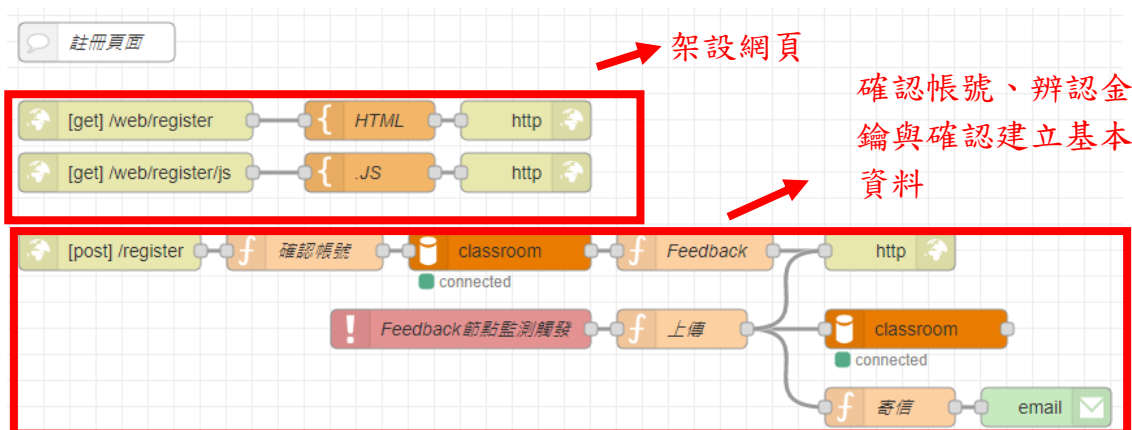 註冊頁面
架設網頁
[get] /web/register
HTML
http
[get] /web/register/js
.JS
http
確認帳號、辨認金
鑰與確認建立基本
資料
[post] /register
確認帳號
classroom
connected
Feedback
http
Feedback節點監測觸發
上傳
classroom
connected
寄信
email